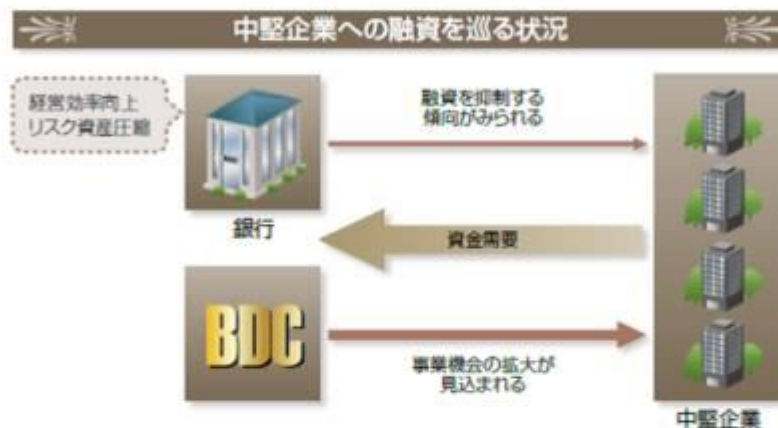 中堅企業への融資を巡る状況
経営効率向上
リスク資産圧縮
融資を抑制する
傾向がみられる
銀行
資金需要
BDC
事業機会の拡大が
見込まれる
中堅企業